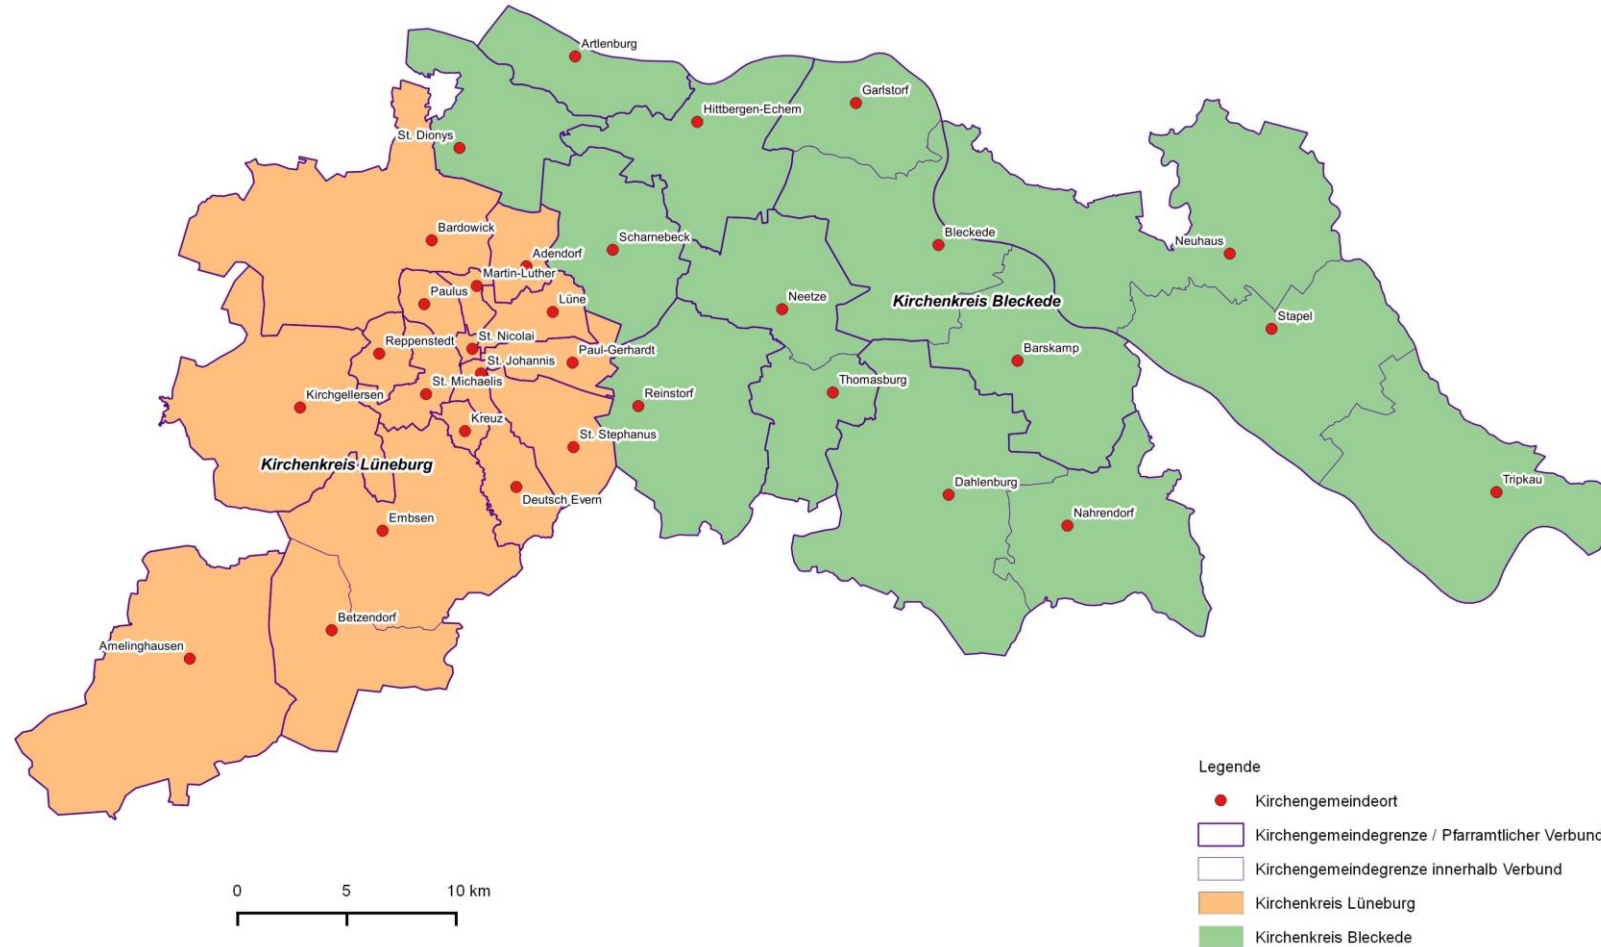 Artlenburg
Garlstorf
Hittbergen-Echem
St. Dionys
Bardowick
Adendorf
Scharnebeck
Bleckede
Neuhaus
Martin-Luther
Paulus
Lüne
Neetze
Kirchenkreis Bleckede
Stapel
Reppenstedt
St. Nicolai
St. Johannis
Paul-Gerhardt
Barskamp
St. Michaelis
Kirchgellersen
Reinstorf
Thomasburg
Kreuz
St. Stephanus
Kirchenkreis Lüneburg
Deutsch Evern
Dahlenburg
Tripkau
Embsen
Nahrendorf
Betzendorf
Amelinghausen
Legende
Kirchengemeindeort
Kirchengemeindegrenze / Pfarramtlicher Verbund
Kirchengemeindegrenze innerhalb Verbund
Kirchenkreis Lüneburg
Kirchenkreis Bleckede
0 5 10 km